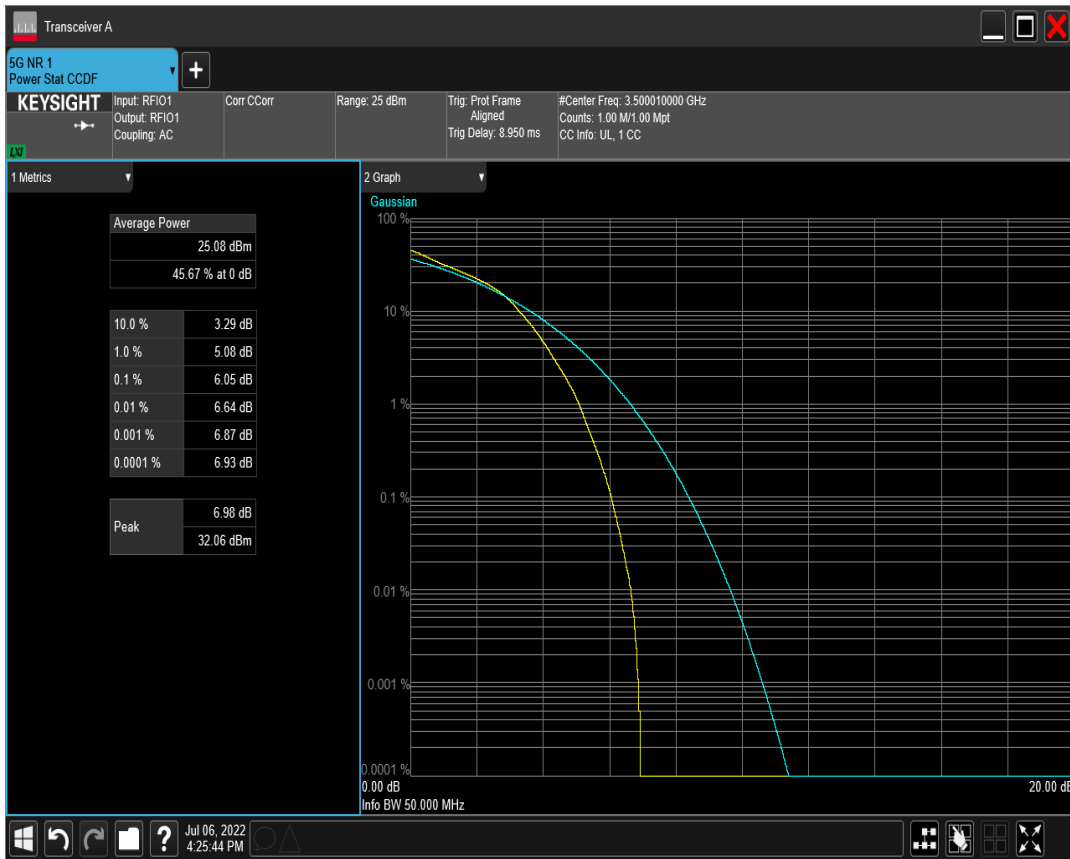 Transceiver A
5G NR 1
Power Stat CCDF
+
KEYSIGHT
LXI
Input: RFIO1
Output: RFIO1
Coupling: AC
Corr CCorr
Range: 25 dBm
Trig: Prot Frame
Aligned
Trig Delay: 8.950 ms
#Center Freq: 3.500010000 GHz
Counts: 1.00 M/1.00 Mpt
CC Info: UL, 1 CC
1 Metrics
Average Power
25.08 dBm
45.67 % at 0 dB
10.0 % 3.29 dB
1.0 % 5.08 dB
0.1 % 6.05 dB
0.01 % 6.64 dB
0.001 % 6.87 dB
0.0001 % 6.93 dB
Peak
6.98 dB
32.06 dBm
2 Graph
Gaussian
100 %
10 %
1 %
0.1 %
0.01 %
0.001 %
0.0001 %
0.00 dB 20.00 dB
Info BW 50.000 MHz
?
Jul 06, 2022
4:25:44 PM